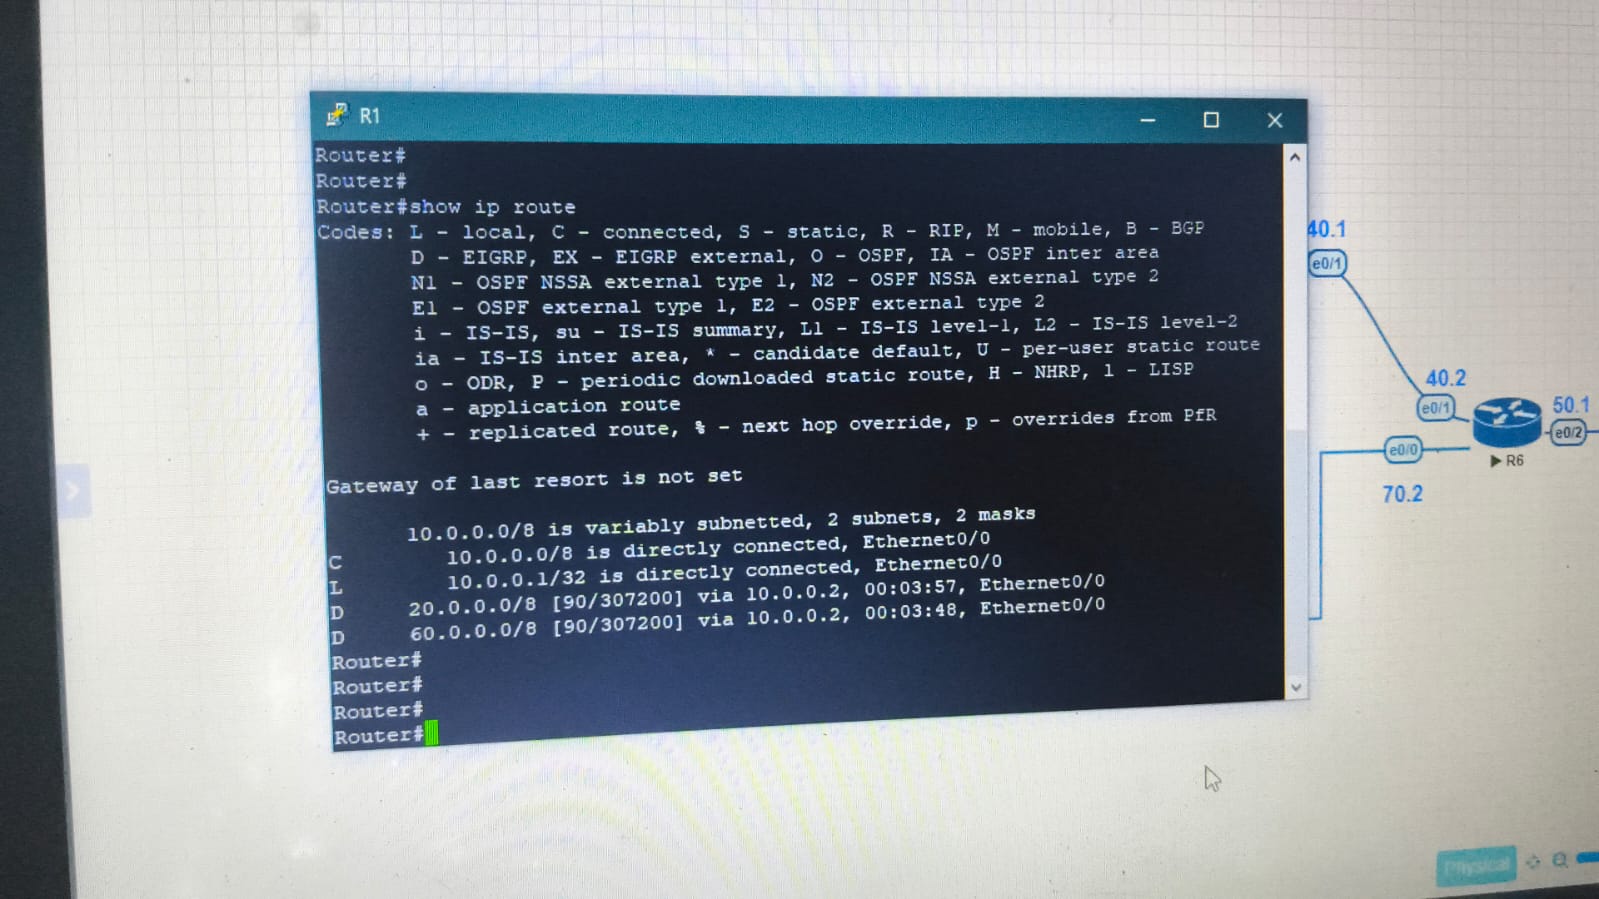 R1
Router#
Router#
Router#show ip route
Codes: L - local, C - connected, S - static, R - RIP, M - mobile, B - BGP
D - EIGRP, EX - EIGRP external, O - OSPF, IA - OSPF inter area
N1 - OSPF NSSA external type 1, N2 - OSPF NSSA external type 2
E1 - OSPF external type 1, E2 - OSPF external type 2
i - IS-IS, su - IS-IS summary, L1 - IS-IS level-1, L2 - IS-IS level-2
ia - IS-IS inter area, * - candidate default, U - per-user static route
o - ODR, P - periodic downloaded static route, H - NHRP, l - LISP
a - application route
+ - replicated route, % - next hop override, p - overrides from PfR
Gateway of last resort is not set
10.0.0.0/8 is variably subnetted, 2 subnets, 2 masks
C 10.0.0.0/8 is directly connected, Ethernet0/0
L 10.0.0.1/32 is directly connected, Ethernet0/0
D 20.0.0.0/8 [90/307200] via 10.0.0.2, 00:03:57, Ethernet0/0
D 60.0.0.0/8 [90/307200] via 10.0.0.2, 00:03:48, Ethernet0/0
Router#
Router#
Router#
Router#
40.1
e0/1
40.2
e0/1
50.1
e0/2
e0/0
R6
70.2
Physical